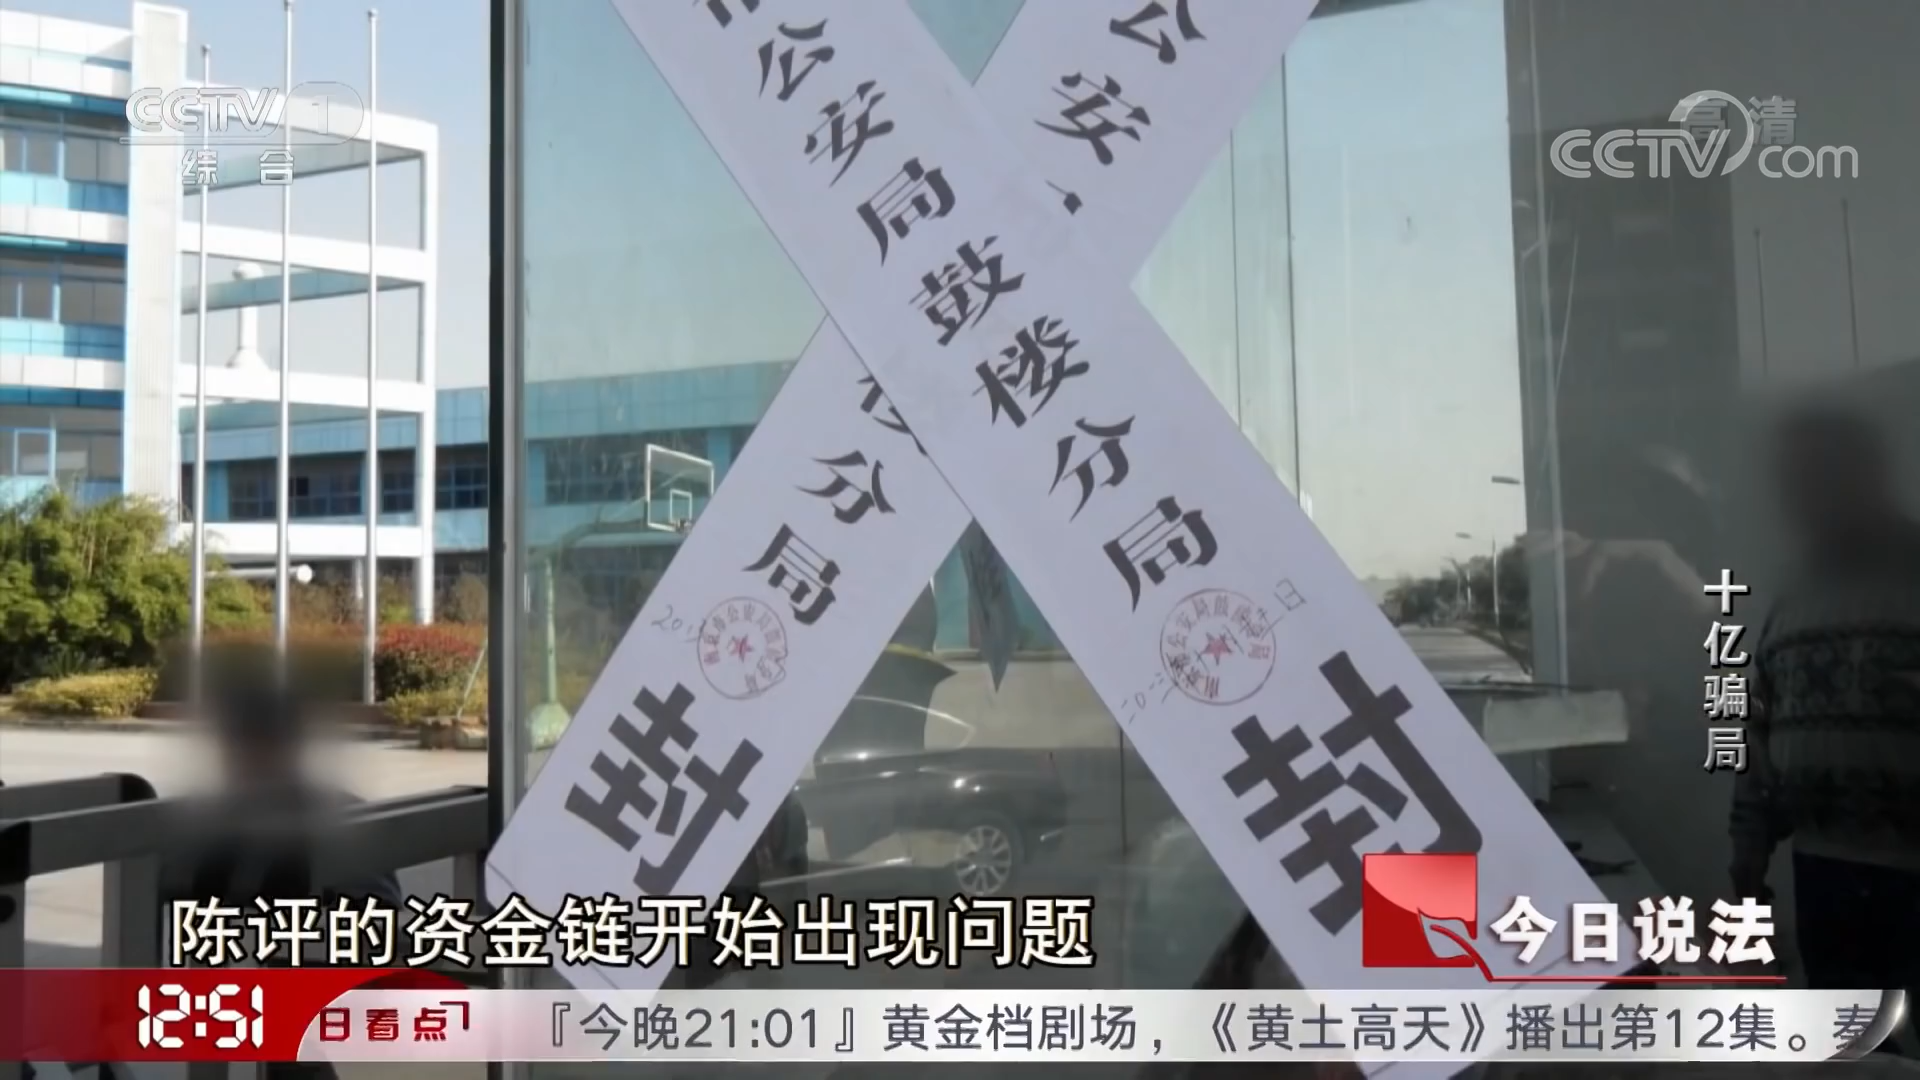 CCTV 1
综合
高清
CCTV.com
公安
市公安局鼓楼分局
分局
封
封
十亿骗局
陈评的资金链开始出现问题
今日说法
12:51
日看点
『今晚21:01』黄金档剧场，《黄土高天》播出第12集。秦